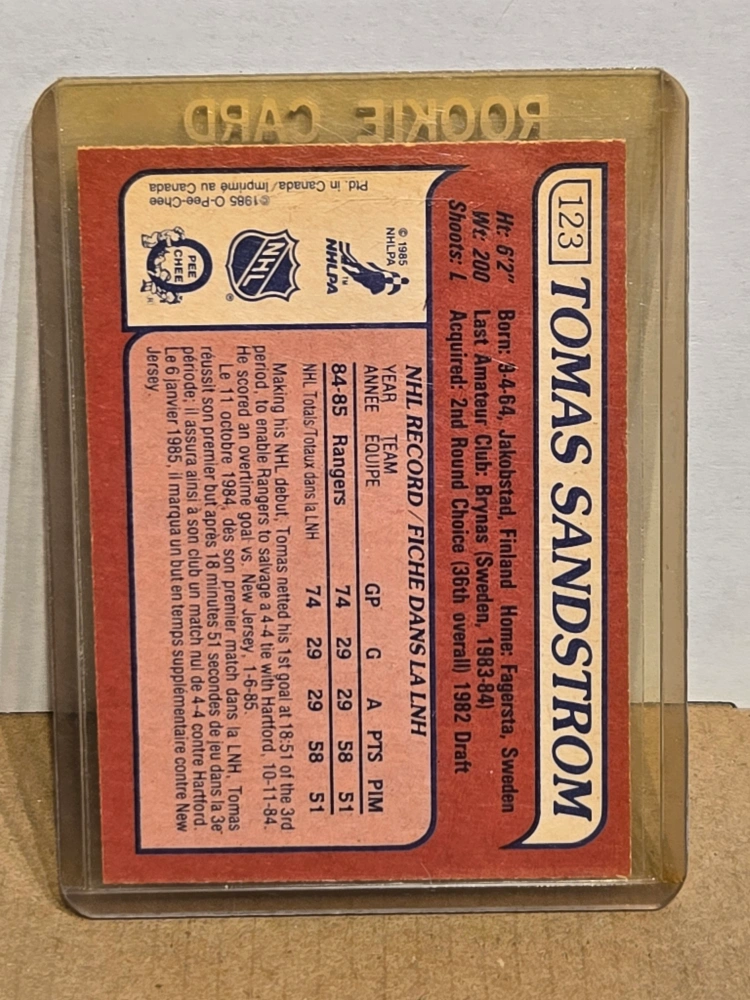 ROOKIE CARD
123 TOMAS SANDSTROM
Ht: 6'2" Born: 9-4-64, Jakobstad, Finland Home: Fagersta, Sweden
Wt: 200 Last Amateur Club: Brynas (Sweden, 1983-84)
Shoots: L Acquired: 2nd Round Choice (36th overall) 1982 Draft
© 1985
NHLPA
NHLPA
TM
NHL
®
O
PEE
CHEE
©1985 O-Pee-Chee
Ptd. in Canada/Imprimé au Canada
NHL RECORD/FICHE DANS LA LNH
YEAR TEAM GP G A PTS PIM
ANNÉE ÉQUIPE
84-85 Rangers 74 29 29 58 51
NHL Totals/Totaux dans la LNH 74 29 29 58 51
Making his NHL debut, Tomas netted his 1st goal at 18:51 of the 3rd
period, to enable Rangers to salvage a 4-4 tie with Hartford, 10-11-84.
He scored an overtime goal vs. New Jersey, 1-6-85.
Le 11 octobre 1984, dès son premier match dans la LNH, Tomas
réussit son premier but après 18 minutes 51 secondes de jeu dans la 3e
période; il assura ainsi à son club un match nul de 4-4 contre Hartford.
Le 6 janvier 1985, il marqua un but en temps supplémentaire contre New
Jersey.